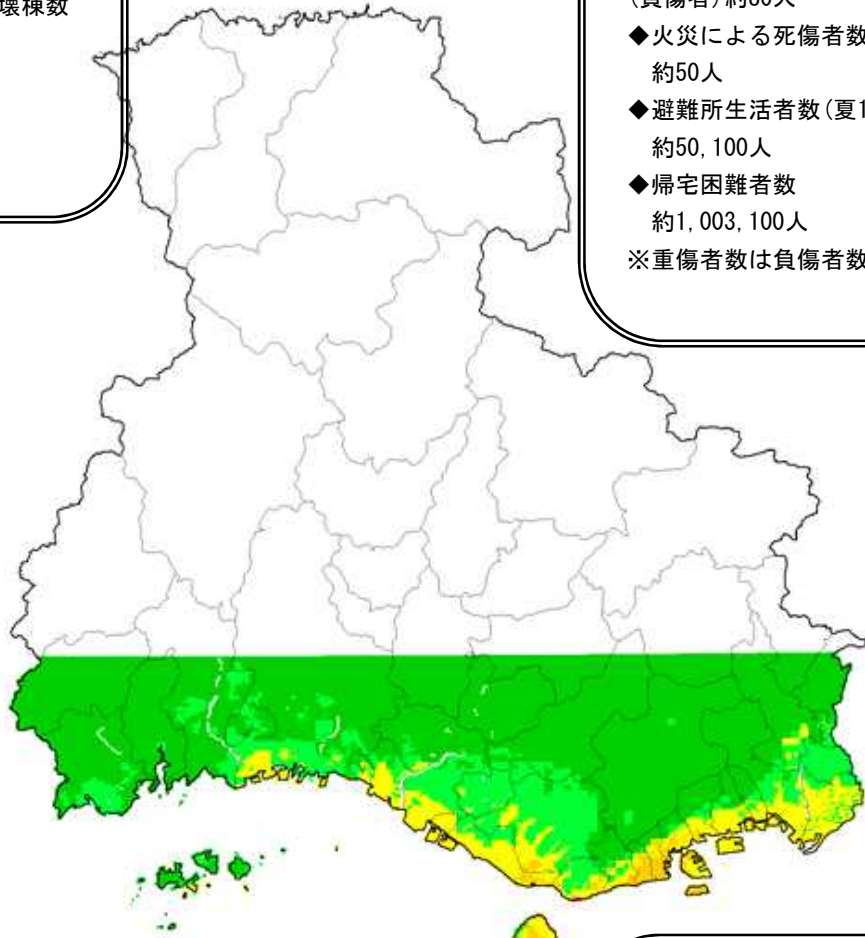 壊棟数
(負傷者)約80人
◆火災による死傷者数
約50人
◆避難所生活者数(夏1
約50,100人
◆帰宅困難者数
約1,003,100人
※重傷者数は負傷者数